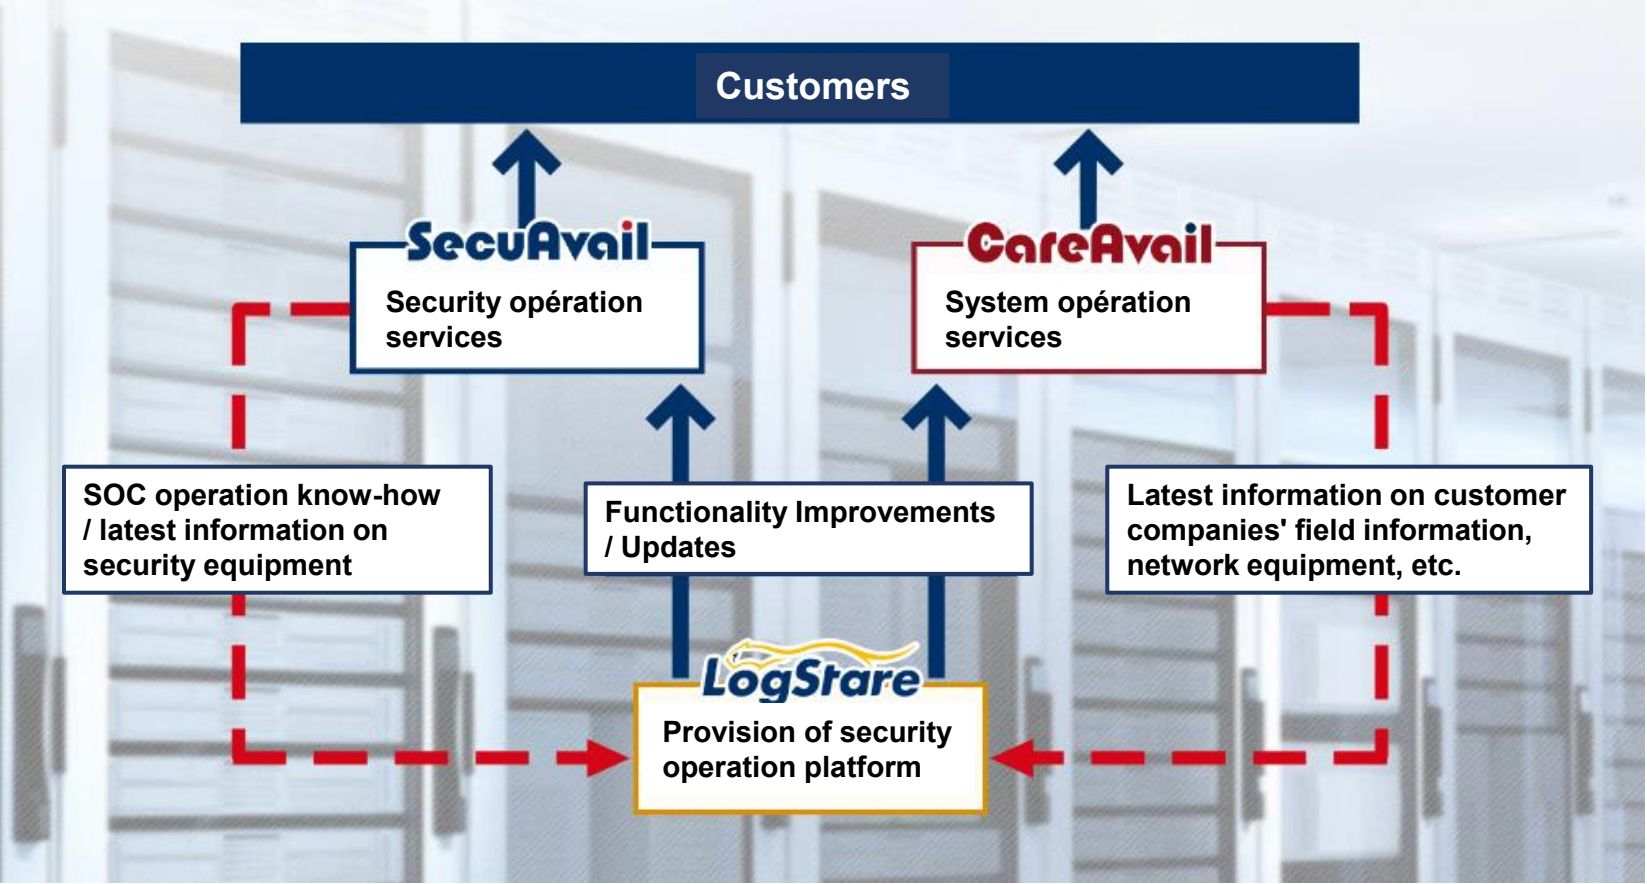 Customers
SecuAvail
Security opération
services
CareAvail
System opération
services
SOC operation know-how
/ latest information on
security equipment
Functionality Improvements
/ Updates
Latest information on customer
companies' field information,
network equipment, etc.
LogStare
Provision of security
operation platform